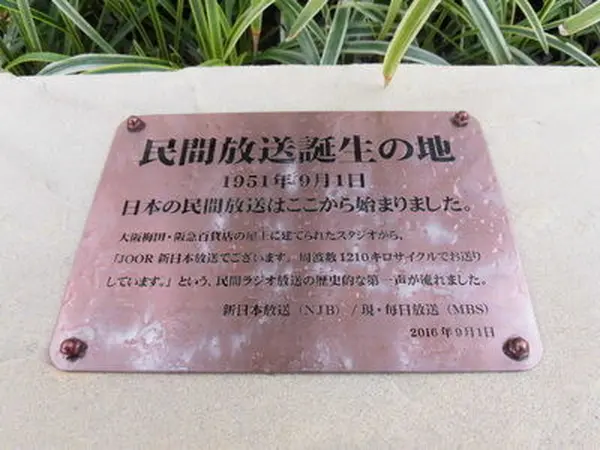 民間放送誕生の地
1951年9月1日
日本の民間放送はここから始まりました。
大阪梅田・阪急百貨店の屋上に建てられたスタジオから、
「JOOR 新日本放送でございます。周波数1210キロサイクルでお送り
しています。」という、民間ラジオ放送の歴史的な第一声が流れました。
新日本放送（NJB） / 現・毎日放送（MBS）
2016年9月1日